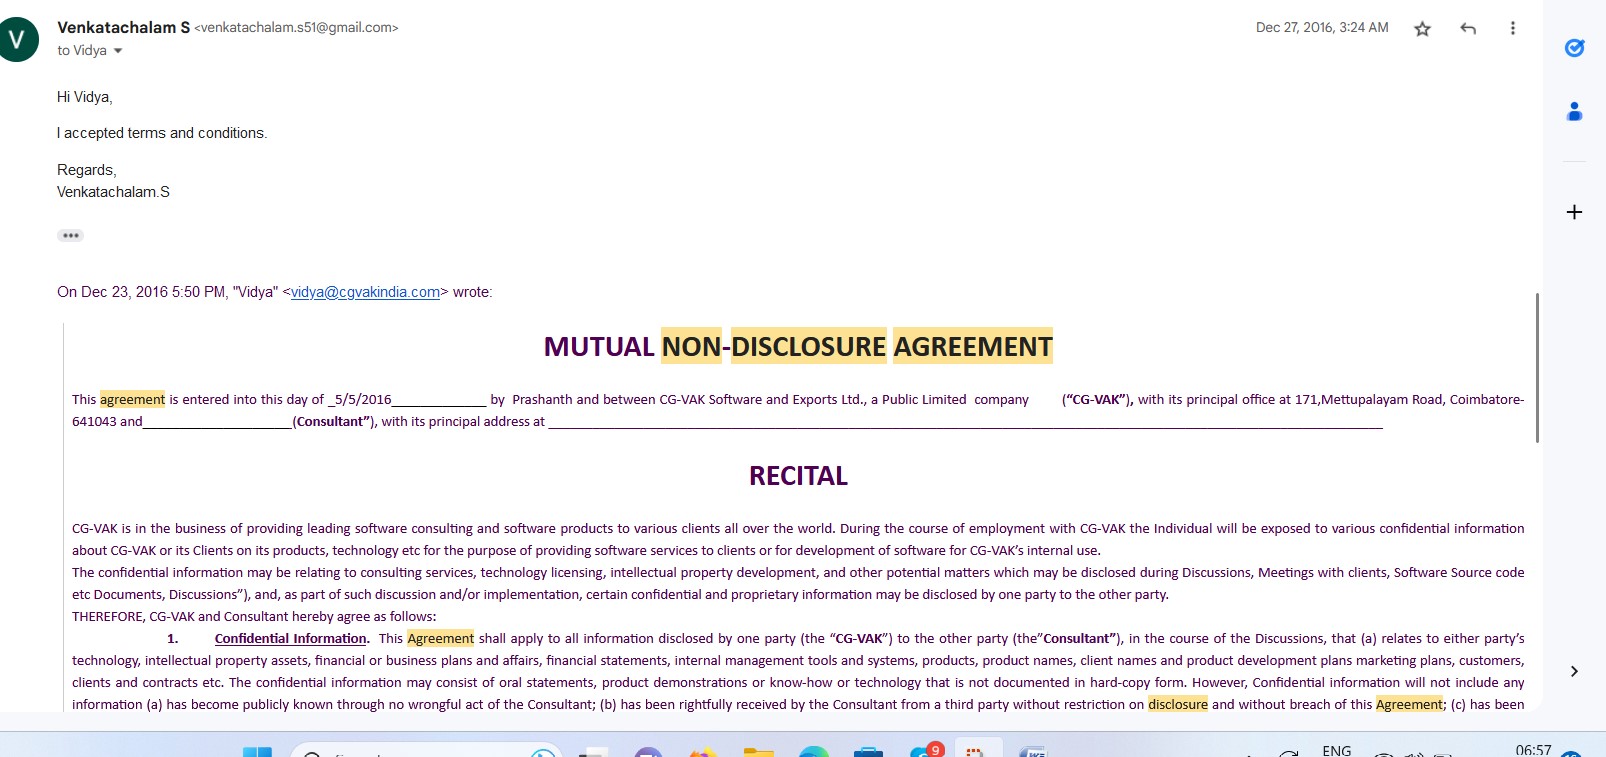 V
Venkatachalam S <venkatachalam.s51@gmail.com>
Dec 27, 2016, 3:24 AM
to Vidya
Hi Vidya,
I accepted terms and conditions.
Regards,
Venkatachalam.S
On Dec 23, 2016 5:50 PM, "Vidya" <vidya@cgvakindia.com> wrote:
MUTUAL NON-DISCLOSURE AGREEMENT
This agreement is entered into this day of _5/5/2016_____________ by Prashanth and between CG-VAK Software and Exports Ltd., a Public Limited company (“CG-VAK”), with its principal office at 171,Mettupalayam Road, Coimbatore-
641043 and_____________________(Consultant”), with its principal address at ______________________________________________
RECITAL
CG-VAK is in the business of providing leading software consulting and software products to various clients all over the world. During the course of employment with CG-VAK the Individual will be exposed to various confidential information
about CG-VAK or its Clients on its products, technology etc for the purpose of providing software services to clients or for development of software for CG-VAK’s internal use.
The confidential information may be relating to consulting services, technology licensing, intellectual property development, and other potential matters which may be disclosed during Discussions, Meetings with clients, Software Source code
etc Documents, Discussions”), and, as part of such discussion and/or implementation, certain confidential and proprietary information may be disclosed by one party to the other party.
THEREFORE, CG-VAK and Consultant hereby agree as follows:
1. Confidential Information. This Agreement shall apply to all information disclosed by one party (the “CG-VAK”) to the other party (the”Consultant”), in the course of the Discussions, that (a) relates to either party’s
technology, intellectual property assets, financial or business plans and affairs, financial statements, internal management tools and systems, products, product names, client names and product development plans marketing plans, customers,
clients and contracts etc. The confidential information may consist of oral statements, product demonstrations or know-how or technology that is not documented in hard-copy form. However, Confidential information will not include any
information (a) has become publicly known through no wrongful act of the Consultant; (b) has been rightfully received by the Consultant from a third party without restriction on disclosure and without breach of this Agreement; (c) has been
9
ENG
06:57